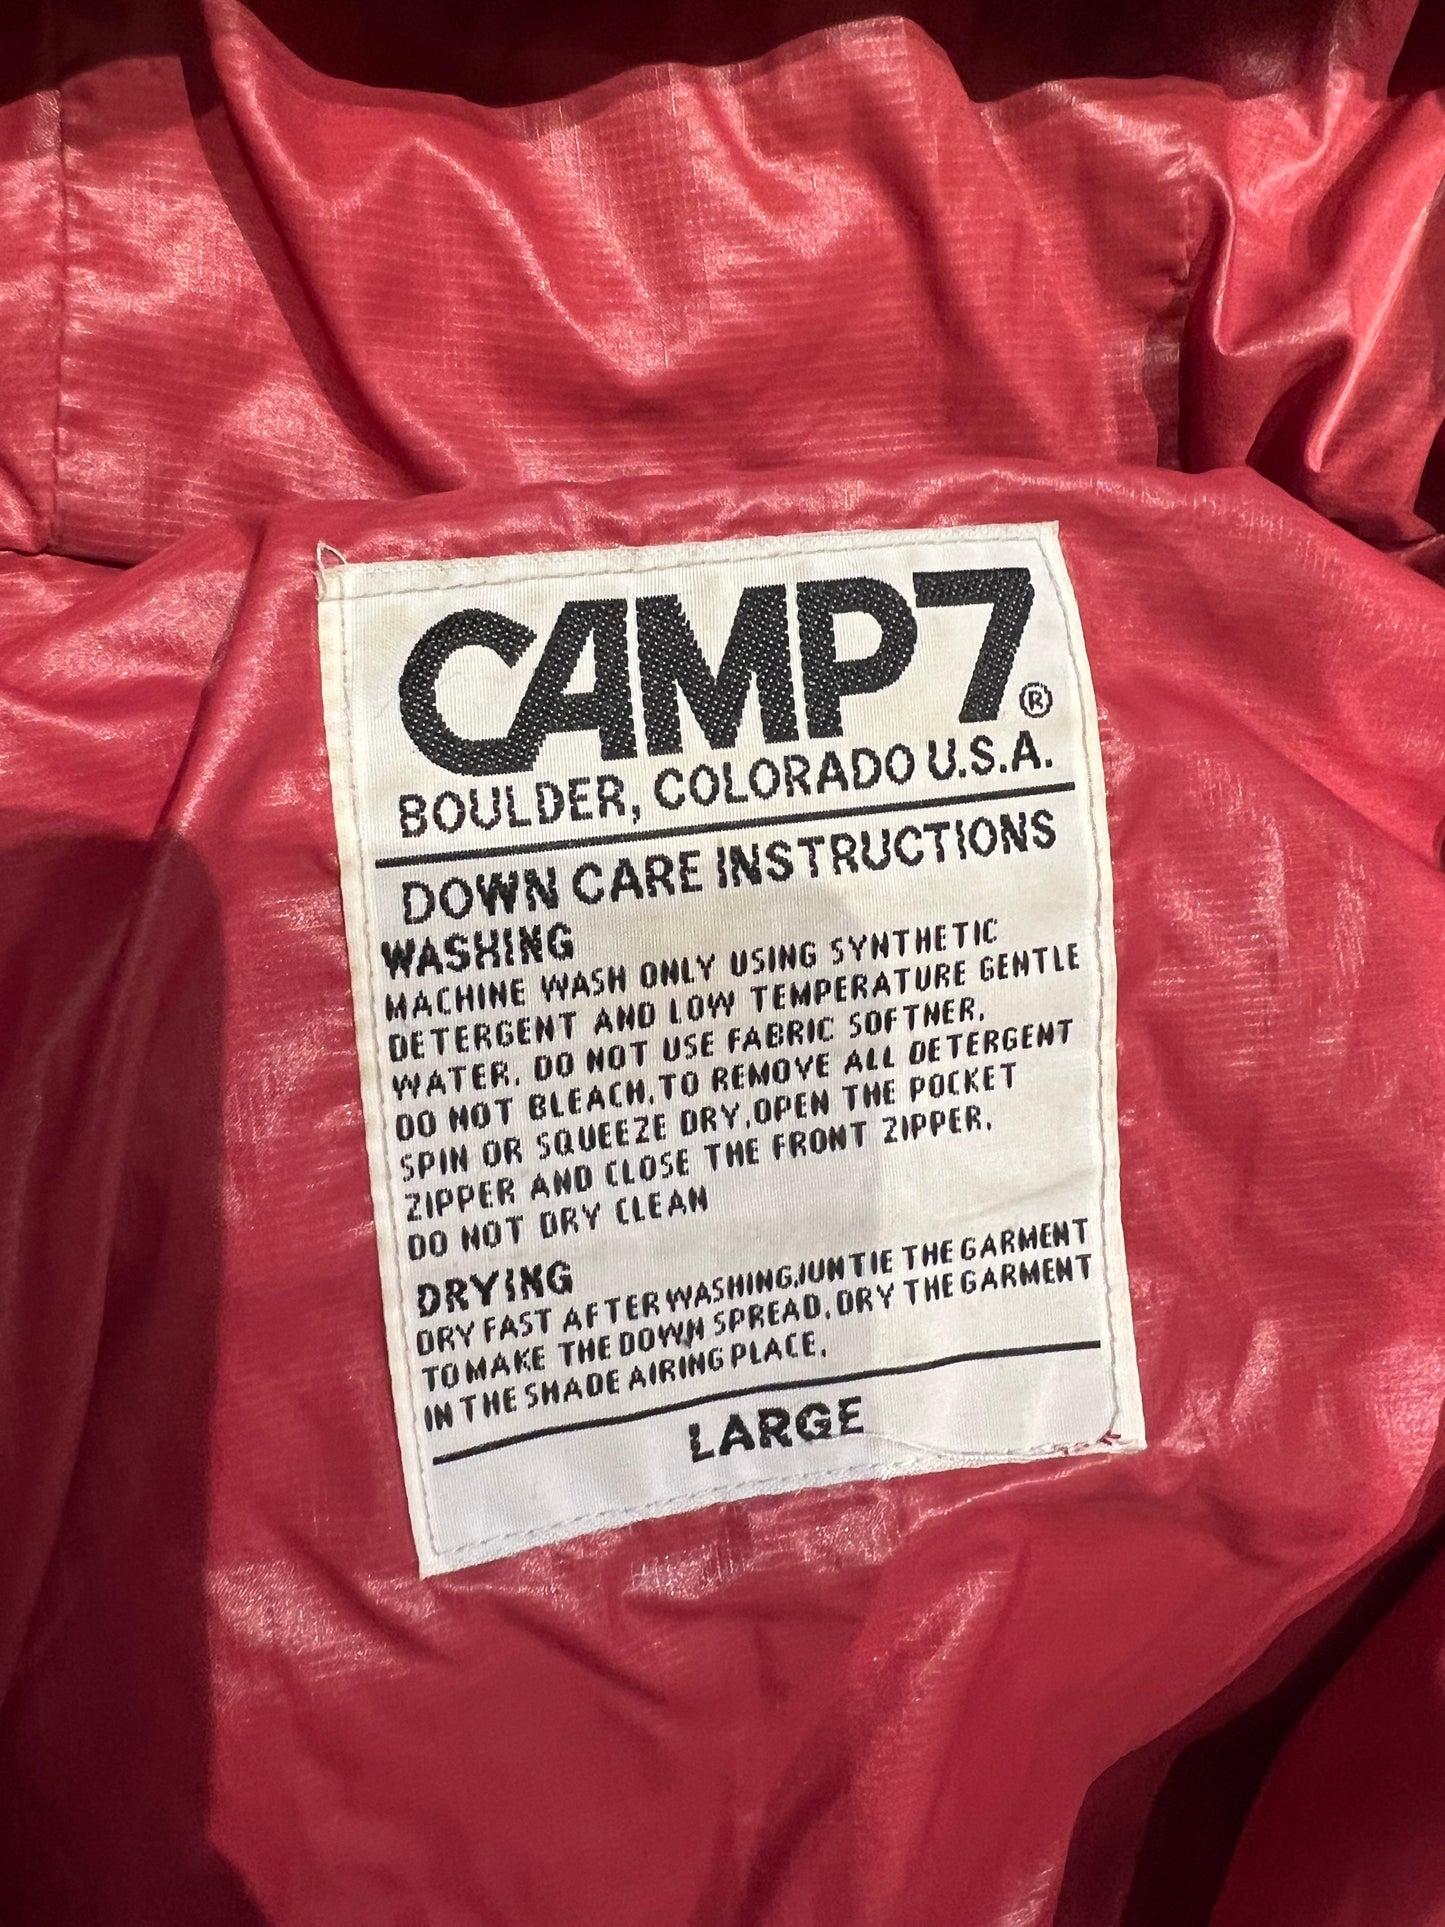 CAMP7®
BOULDER, COLORADO U.S.A.
DOWN CARE INSTRUCTIONS
WASHING
MACHINE WASH ONLY USING SYNTHETIC
DETERGENT AND LOW TEMPERATURE GENTLE
WATER. DO NOT USE FABRIC SOFTNER.
DO NOT BLEACH.TO REMOVE ALL DETERGENT
SPIN OR SQUEEZE DRY.OPEN THE POCKET
ZIPPER AND CLOSE THE FRONT ZIPPER.
DO NOT DRY CLEAN
DRYING
DRY FAST AFTER WASHING.JUNTIE THE GARMENT
TO MAKE THE DOWN SPREAD.DRY THE GARMENT
IN THE SHADE AIRING PLACE.
LARGE